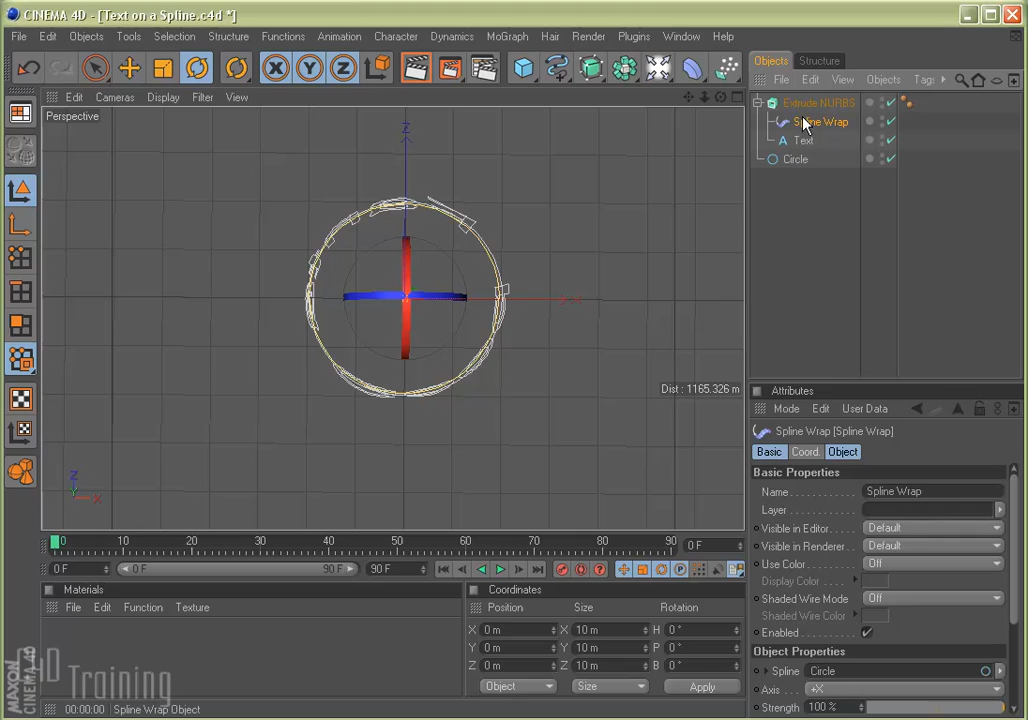 CINEMA 4D - [Text on a Spline.c4d *]
File Edit Objects Tools Selection Structure Functions Animation Character Dynamics MoGraph Hair Render Plugins Window Help
X Y Z
Objects Structure
File Edit View Objects Tags
Edit Cameras Display Filter View
Perspective
Extrude NURBS
Spline Wrap
A Text
Circle
Z
X
Dist : 1165.326 m
Z
Y
X
Attributes
Mode Edit User Data
Spline Wrap [Spline Wrap]
Basic Coord. Object
Basic Properties
Name Spline Wrap
Layer
Visible in Editor Default
Visible in Renderer Default
Use Color Off
Display Color
Shaded Wire Mode Off
Shaded Wire Color
Enabled
Object Properties
Spline Circle
Axis +X
Strength 100 %
0 10 20 30 40 50 60 70 80 90 0 F
0 F 0 F 90 F 90 F
Materials
File Edit Function Texture
Coordinates
Position Size Rotation
X 0 m X 10 m H 0 °
Y 0 m Y 10 m P 0 °
Z 0 m Z 10 m B 0 °
Object Size Apply
MAXON
CINEMA 4D
Training
00:00:00 Spline Wrap Object